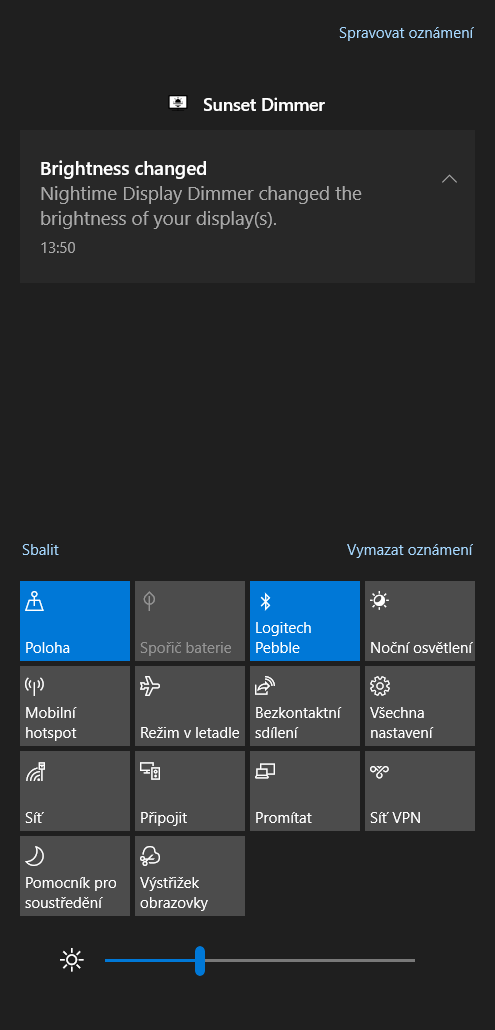 Spravovat oznámení
Sunset Dimmer
Brightness changed
Nightime Display Dimmer changed the
brightness of your display(s).
13:50
Sbalit
Vymazat oznámení
Poloha
Spořič baterie
Logitech
Pebble
Noční osvětlení
Mobilní
hotspot
Režim v letadle
Bezkontaktní
sdílení
Všechna
nastavení
Síť
Připojit
Promítat
Síť VPN
Pomocník pro
soustředění
Výstřižek
obrazovky